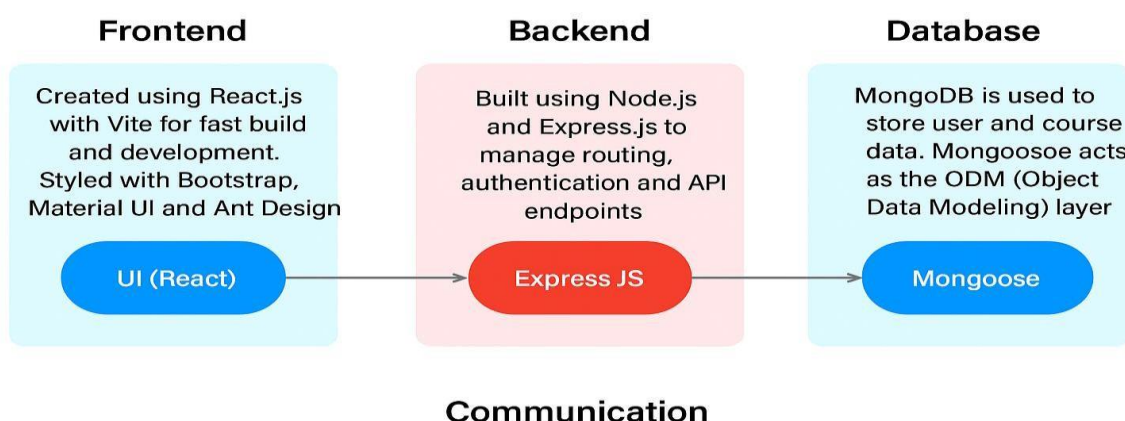 Frontend
Created using React.js
with Vite for fast build
and development.
Styled with Bootstrap,
Material UI and Ant Design
UI (React)
Backend
Built using Node.js
and Express.js to
manage routing,
authentication and API
endpoints
Express JS
Database
MongoDB is used to
store user and course
data. Mongoosoe acts
as the ODM (Object
Data Modeling) layer
Mongoose
Communication